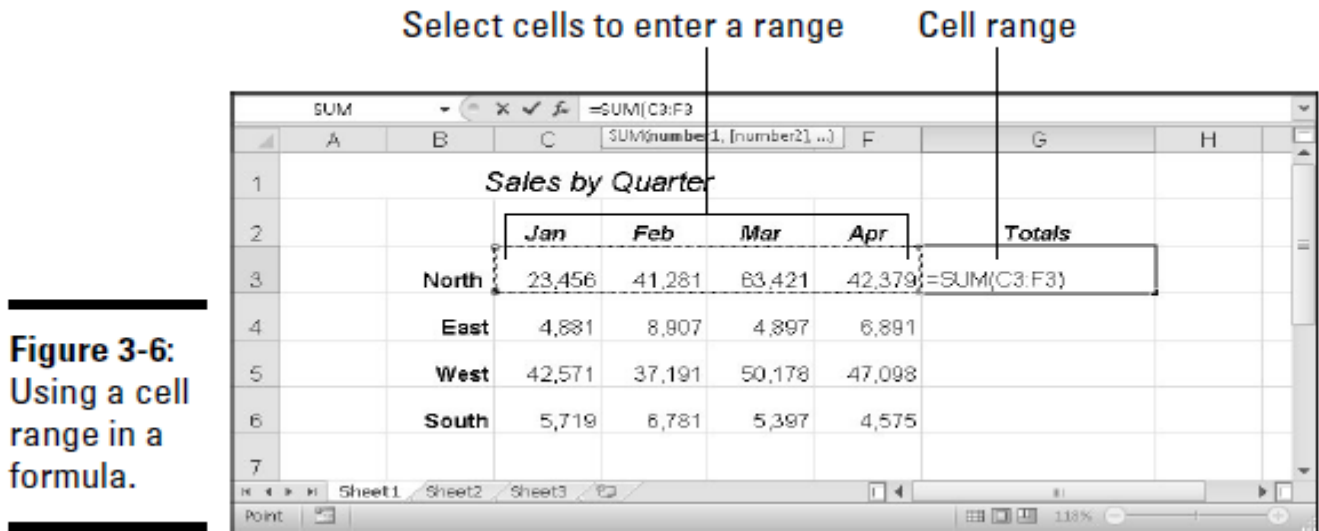 Select cells to enter a range Cell range
SUM =SUM(C3:F3
A B C SUM(number1, [number2], ...) F G H
1 Sales by Quarter
2 Jan Feb Mar Apr Totals
3 North 23,456 41,281 63,421 42,379 =SUM(C3:F3)
4 East 4,881 8,907 4,897 6,891
5 West 42,571 37,191 50,178 47,098
6 South 5,719 6,781 5,397 4,575
7
Sheet1 Sheet2 Sheet3
Point 118%
Figure 3-6:
Using a cell
range in a
formula.